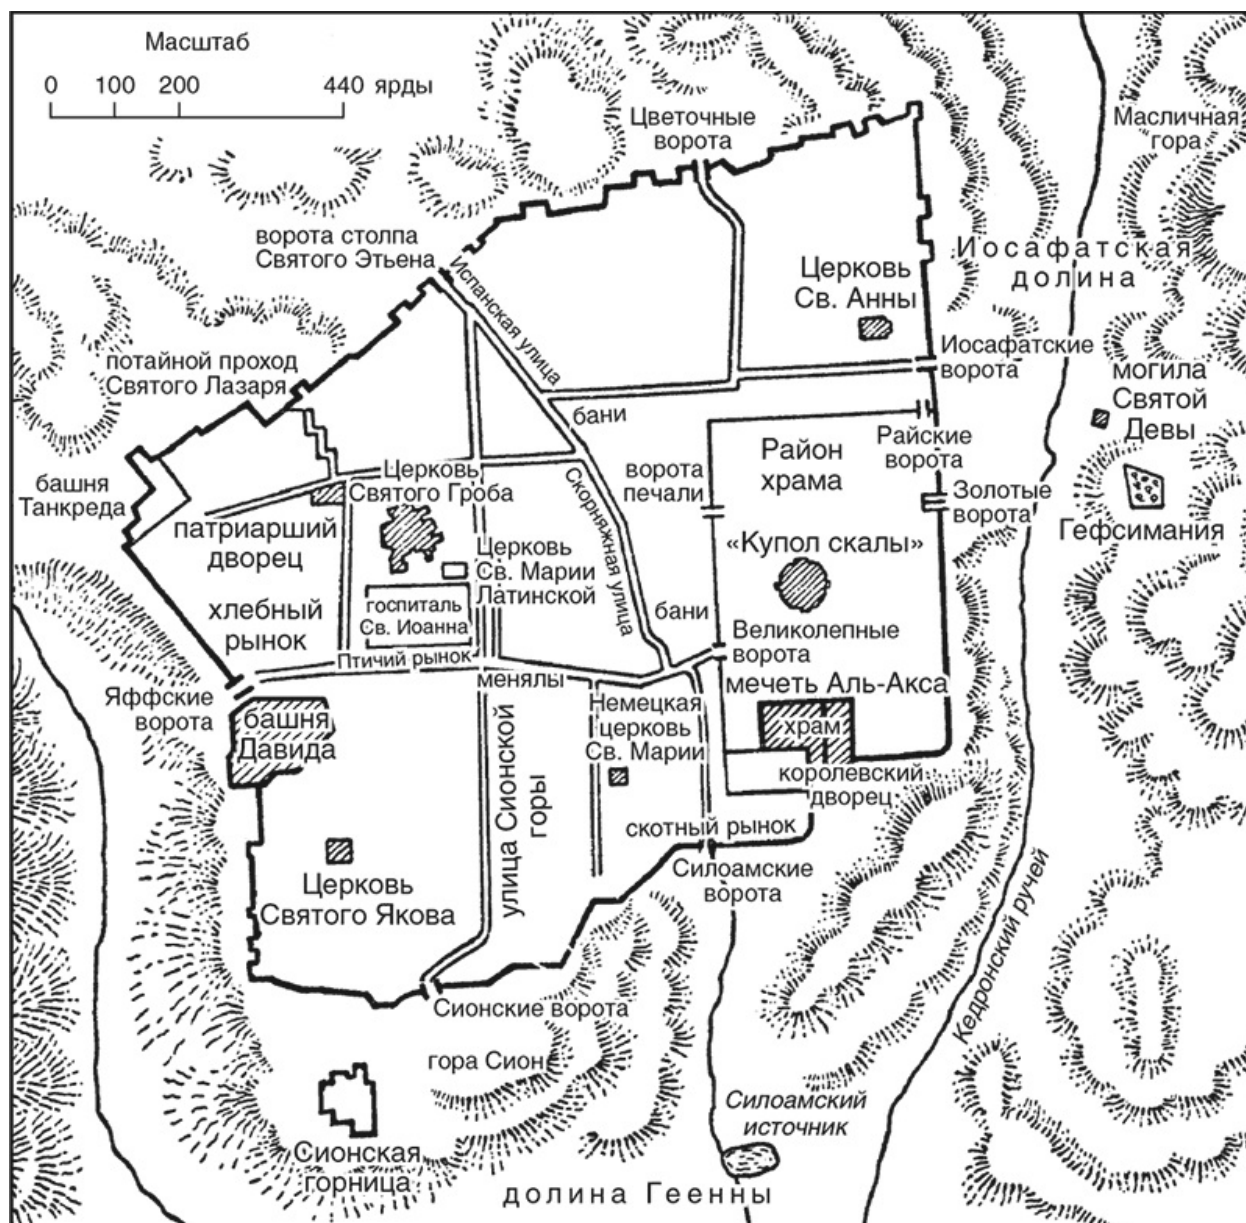 Масштаб
0 100 200 440 ярды
Цветочные
ворота
Масличная
гора
ворота столпа
Святого Этьена
Испанская улица
Иосафатская
долина
Церковь
Св. Анны
потайной проход
Святого Лазаря
Иосафатские
ворота
могила
Святой
Девы
бани
Райские
ворота
Район
храма
ворота
печали
башня
Танкреда
Церковь
Святого Гроба
Скорняжная улица
Золотые
ворота
Гефсимания
патриарший
дворец
«Купол скалы»
Церковь
Св. Марии
Латинской
хлебный
рынок
госпиталь
Св. Иоанна
бани
Великолепные
ворота
Птичий рынок
менялы
мечеть Аль-Акса
Яффские
ворота
башня
Давида
Немецкая
церковь
Св. Марии
храм
улица Сионской
горы
королевский
дворец
скотный рынок
Силоамские
ворота
Церковь
Святого Якова
Кедронский ручей
Сионские ворота
гора Сион
Силоамский
источник
Сионская
горница
долина Геенны